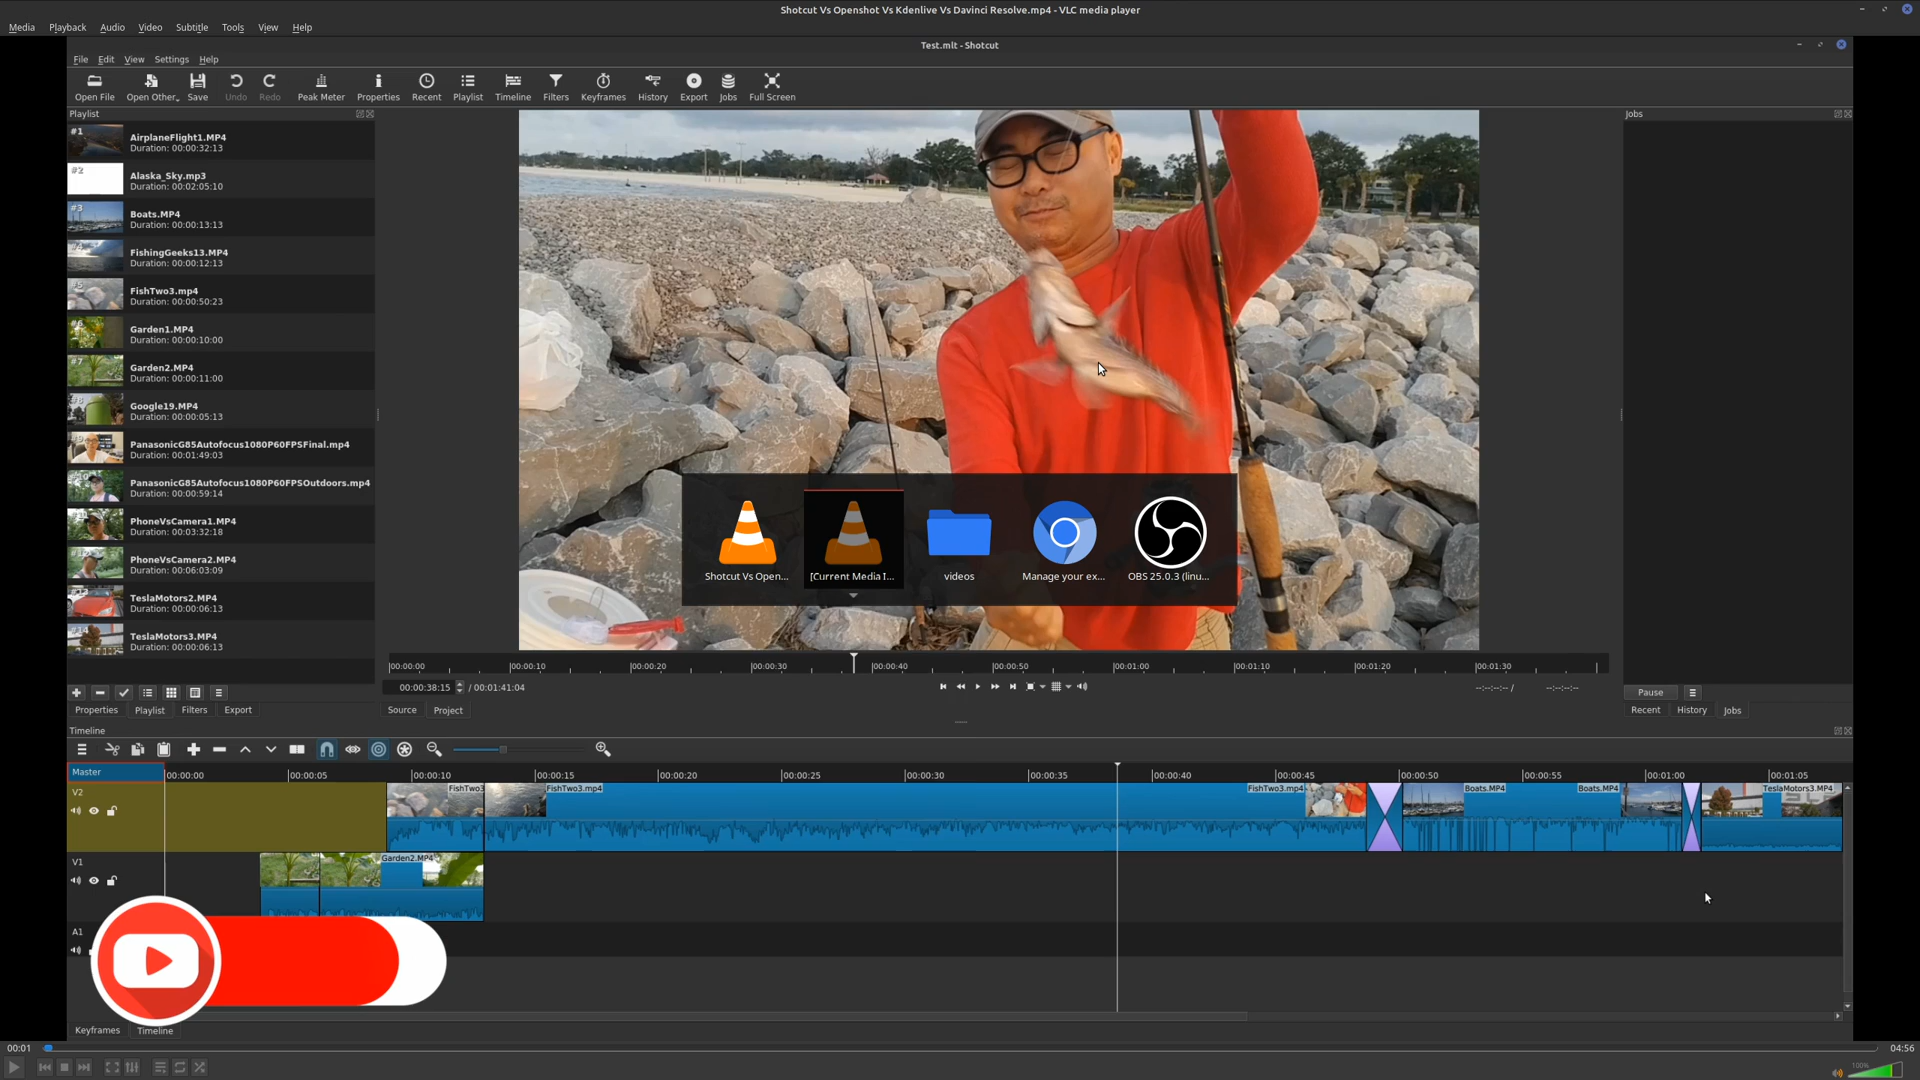 Shotcut Vs Openshot Vs Kdenlive Vs Davinci Resolve.mp4 - VLC media player
Media Playback Audio Video Subtitle Tools View Help
Test.mlt - Shotcut
File Edit View Settings Help
Open File Open Other.. Save Undo Redo Peak Meter Properties Recent Playlist Timeline Filters Keyframes History Export Jobs Full Screen
Playlist
Jobs
#1 AirplaneFlight1.MP4
Duration: 00:00:32:13
#2 Alaska_Sky.mp3
Duration: 00:02:05:10
#3 Boats.MP4
Duration: 00:00:13:13
#4 FishingGeeks13.MP4
Duration: 00:00:12:13
#5 FishTwo3.mp4
Duration: 00:00:50:23
#6 Garden1.MP4
Duration: 00:00:10:00
#7 Garden2.MP4
Duration: 00:00:11:00
Google19.MP4
Duration: 00:00:05:13
PanasonicG85Autofocus1080P60FPSFinal.mp4
Duration: 00:01:49:03
PanasonicG85Autofocus1080P60FPSOutdoors.mp4
Duration: 00:00:59:14
PhoneVsCamera1.MP4
Duration: 00:03:32:18
PhoneVsCamera2.MP4
Duration: 00:06:03:09
TeslaMotors2.MP4
Duration: 00:00:06:13
TeslaMotors3.MP4
Duration: 00:00:06:13
Shotcut Vs Open... [Current Media I... videos Manage your ex... OBS 25.0.3 (linu...
00:00:00 00:00:10 00:00:20 00:00:30 00:00:40 00:00:50 00:01:00 00:01:10 00:01:20 00:01:30
00:00:38:15 / 00:01:41:04
--:--:--:-- / --:--:--:--
Pause
Properties Playlist Filters Export
Source Project
Recent History Jobs
Timeline
Master
00:00:00 00:00:05 00:00:10 00:00:15 00:00:20 00:00:25 00:00:30 00:00:35 00:00:40 00:00:45 00:00:50 00:00:55 00:01:00 00:01:05
V2
FishTwo3 FishTwo3.mp4 FishTwo3.mp4 Boats.MP4 Boats.MP4 TeslaMotors3.MP4
V1
Garden2.MP4
A1
Keyframes Timeline
00:01
04:56
100%